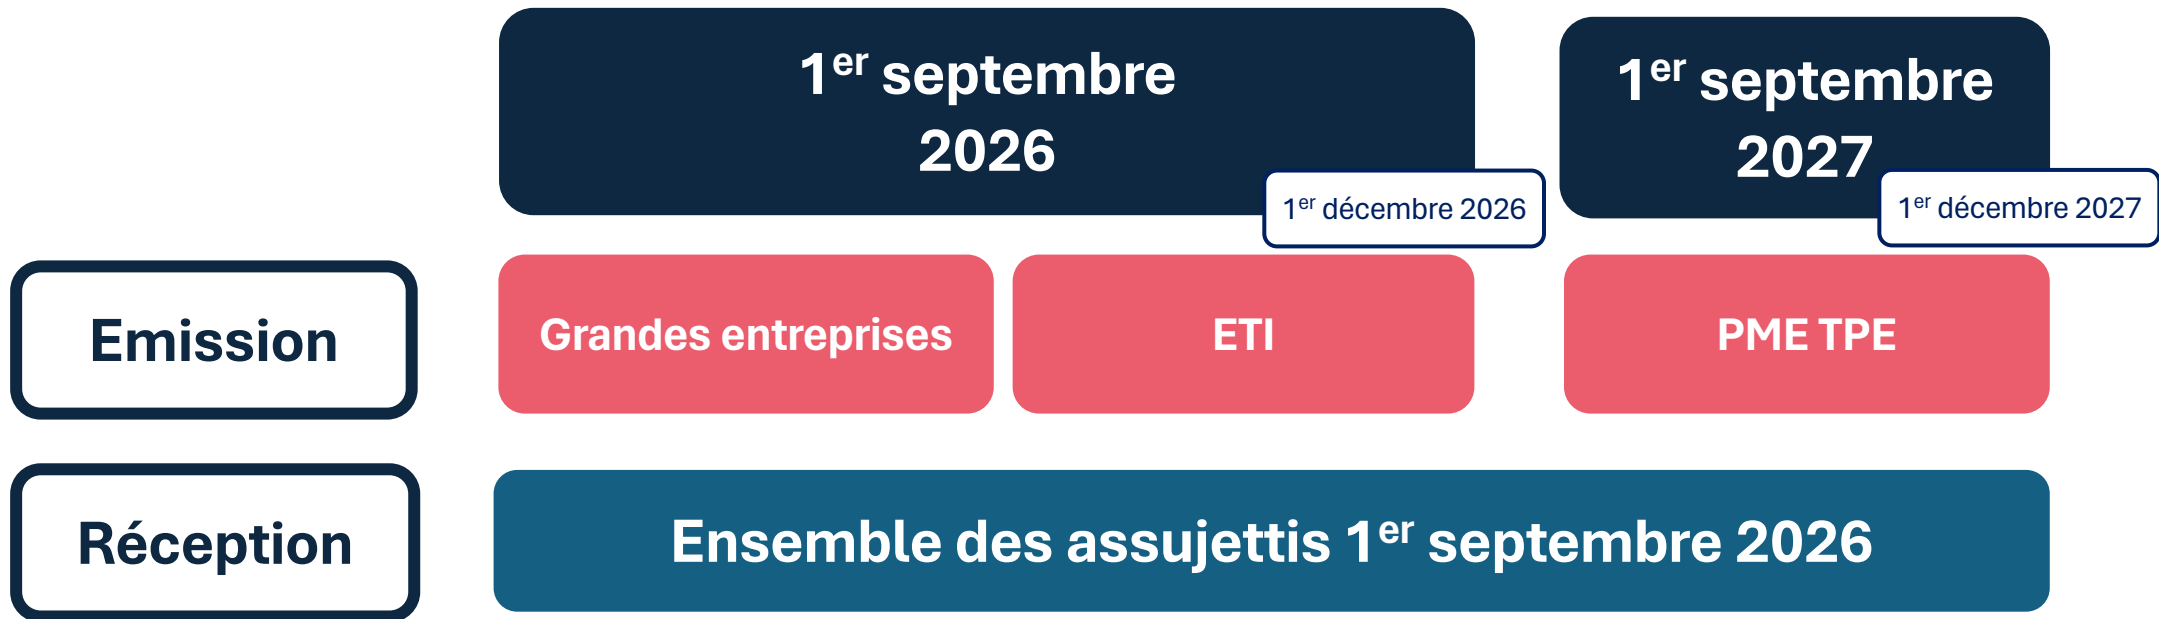 1er septembre
2026
1er décembre 2026
1er septembre
2027
1er décembre 2027
Emission
Grandes entreprises
ETI
PME TPE
Réception
Ensemble des assujettis 1er septembre 2026